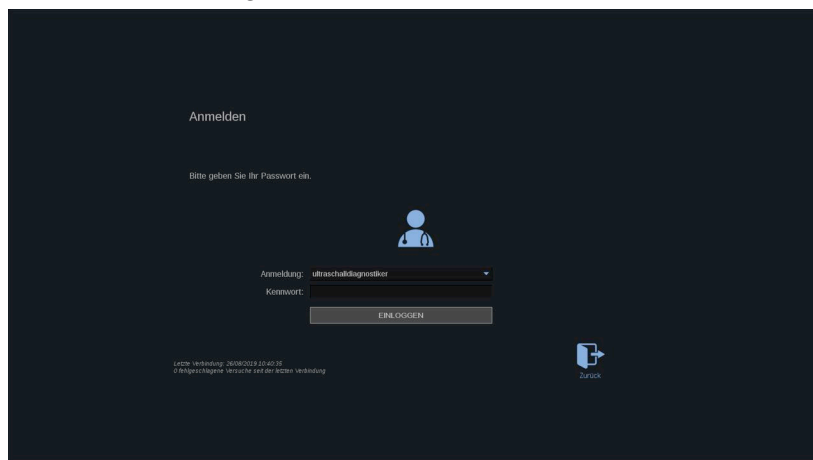 Anmelden
Bitte geben Sie Ihr Passwort ein.
Anmeldung: ultraschalldiagnostiker
Kennwort:
EINLOGGEN
Letzte Verbindung: 26/08/2019 10:40:35
0 fehlgeschlagene Versuche seit der letzten Verbindung
Zurück